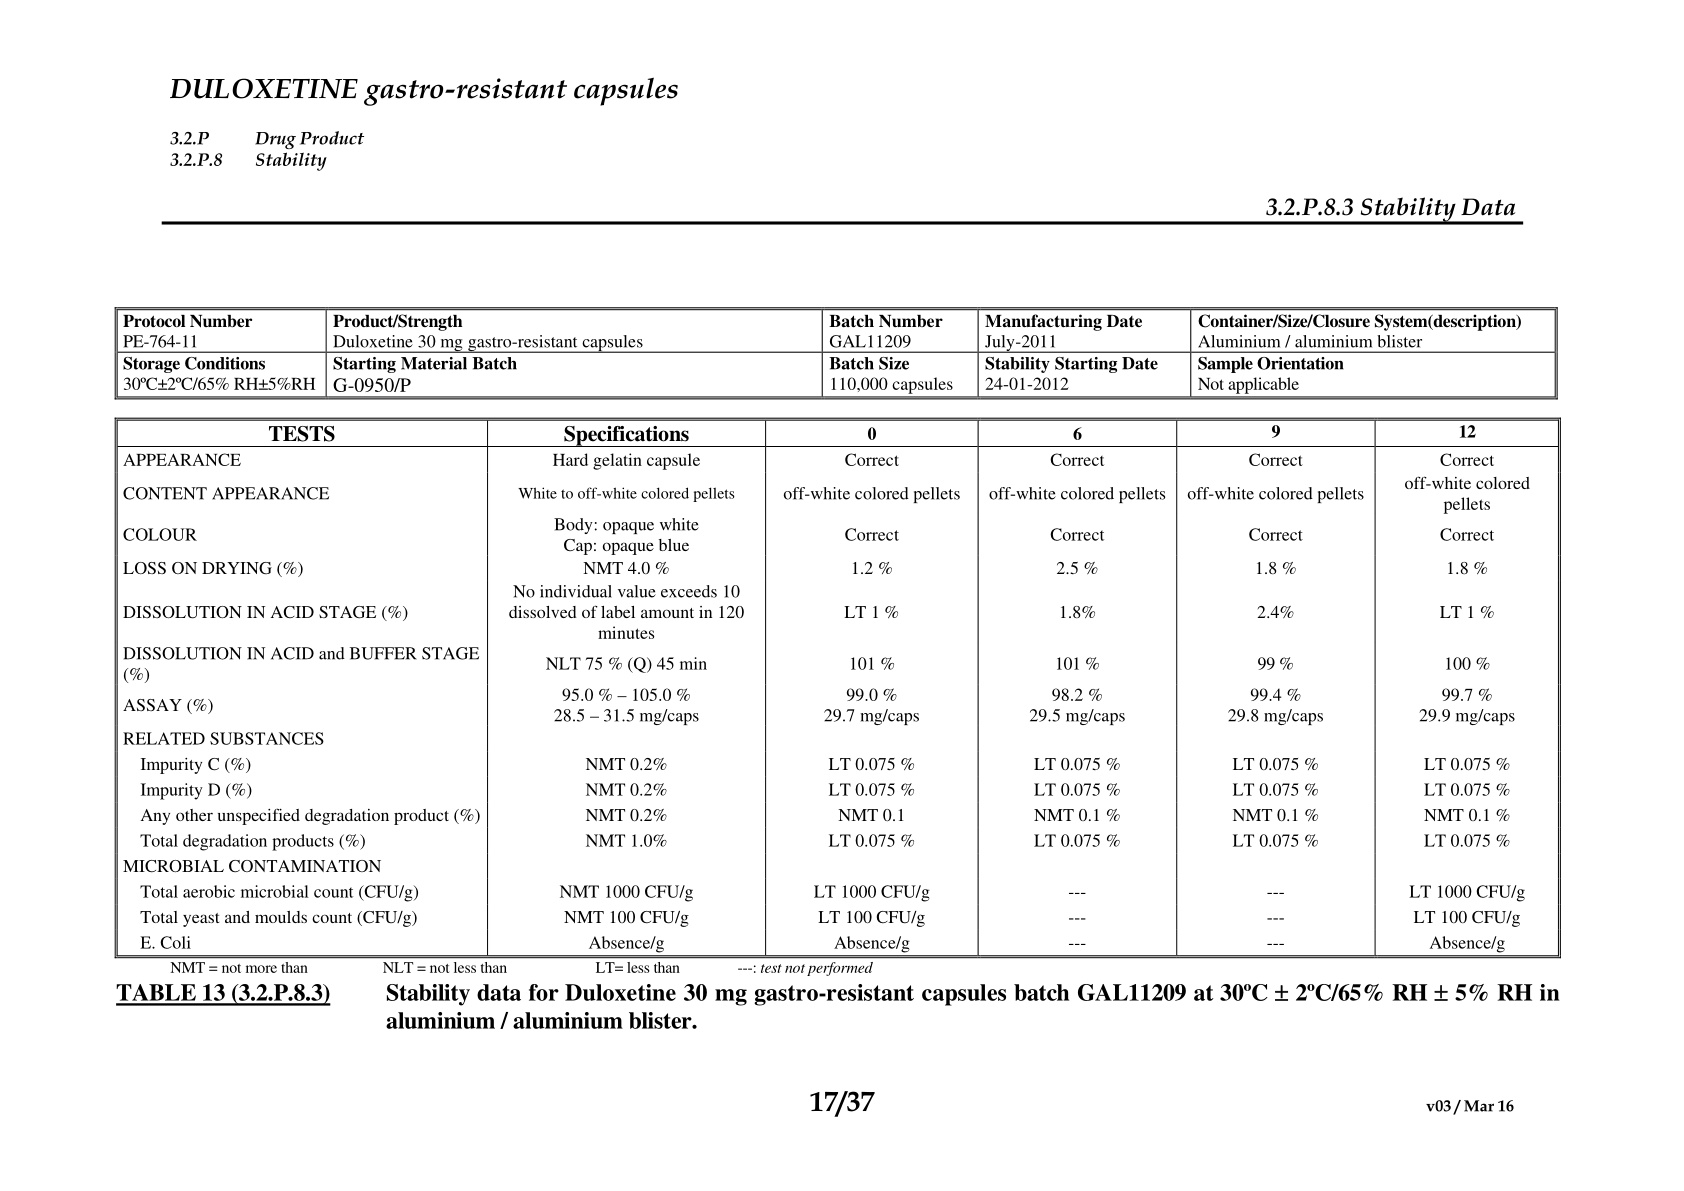 DULOXETINE gastro-resistant capsules
3.2.P Drug Product
3.2.P.8 Stability
3.2.P.8.3 Stability Data
Protocol Number Product/Strength Batch Number Manufacturing Date Container/Size/Closure System(description)
PE-764-11 Duloxetine 30 mg gastro-resistant capsules GAL11209 July-2011 Aluminium / aluminium blister
Storage Conditions Starting Material Batch Batch Size Stability Starting Date Sample Orientation
30ºC±2ºC/65% RH±5%RH G-0950/P 110,000 capsules 24-01-2012 Not applicable
TESTS Specifications 0 6 9 12
APPEARANCE Hard gelatin capsule Correct Correct Correct Correct
CONTENT APPEARANCE White to off-white colored pellets off-white colored pellets off-white colored pellets off-white colored pellets off-white colored
pellets
COLOUR Body: opaque white
Cap: opaque blue Correct Correct Correct Correct
LOSS ON DRYING (%) NMT 4.0 % 1.2 % 2.5 % 1.8 % 1.8 %
DISSOLUTION IN ACID STAGE (%) No individual value exceeds 10
dissolved of label amount in 120
minutes LT 1 % 1.8% 2.4% LT 1 %
DISSOLUTION IN ACID and BUFFER STAGE
(%) NLT 75 % (Q) 45 min 101 % 101 % 99 % 100 %
ASSAY (%) 95.0 % – 105.0 % 99.0 % 98.2 % 99.4 % 99.7 %
28.5 – 31.5 mg/caps 29.7 mg/caps 29.5 mg/caps 29.8 mg/caps 29.9 mg/caps
RELATED SUBSTANCES
Impurity C (%) NMT 0.2% LT 0.075 % LT 0.075 % LT 0.075 % LT 0.075 %
Impurity D (%) NMT 0.2% LT 0.075 % LT 0.075 % LT 0.075 % LT 0.075 %
Any other unspecified degradation product (%) NMT 0.2% NMT 0.1 NMT 0.1 % NMT 0.1 % NMT 0.1 %
Total degradation products (%) NMT 1.0% LT 0.075 % LT 0.075 % LT 0.075 % LT 0.075 %
MICROBIAL CONTAMINATION
Total aerobic microbial count (CFU/g) NMT 1000 CFU/g LT 1000 CFU/g --- --- LT 1000 CFU/g
Total yeast and moulds count (CFU/g) NMT 100 CFU/g LT 100 CFU/g --- --- LT 100 CFU/g
E. Coli Absence/g Absence/g --- --- Absence/g
NMT = not more than NLT = not less than LT= less than ---: test not performed
TABLE 13 (3.2.P.8.3) Stability data for Duloxetine 30 mg gastro-resistant capsules batch GAL11209 at 30ºC ± 2ºC/65% RH ± 5% RH in
aluminium / aluminium blister.
17/37
v03 / Mar 16